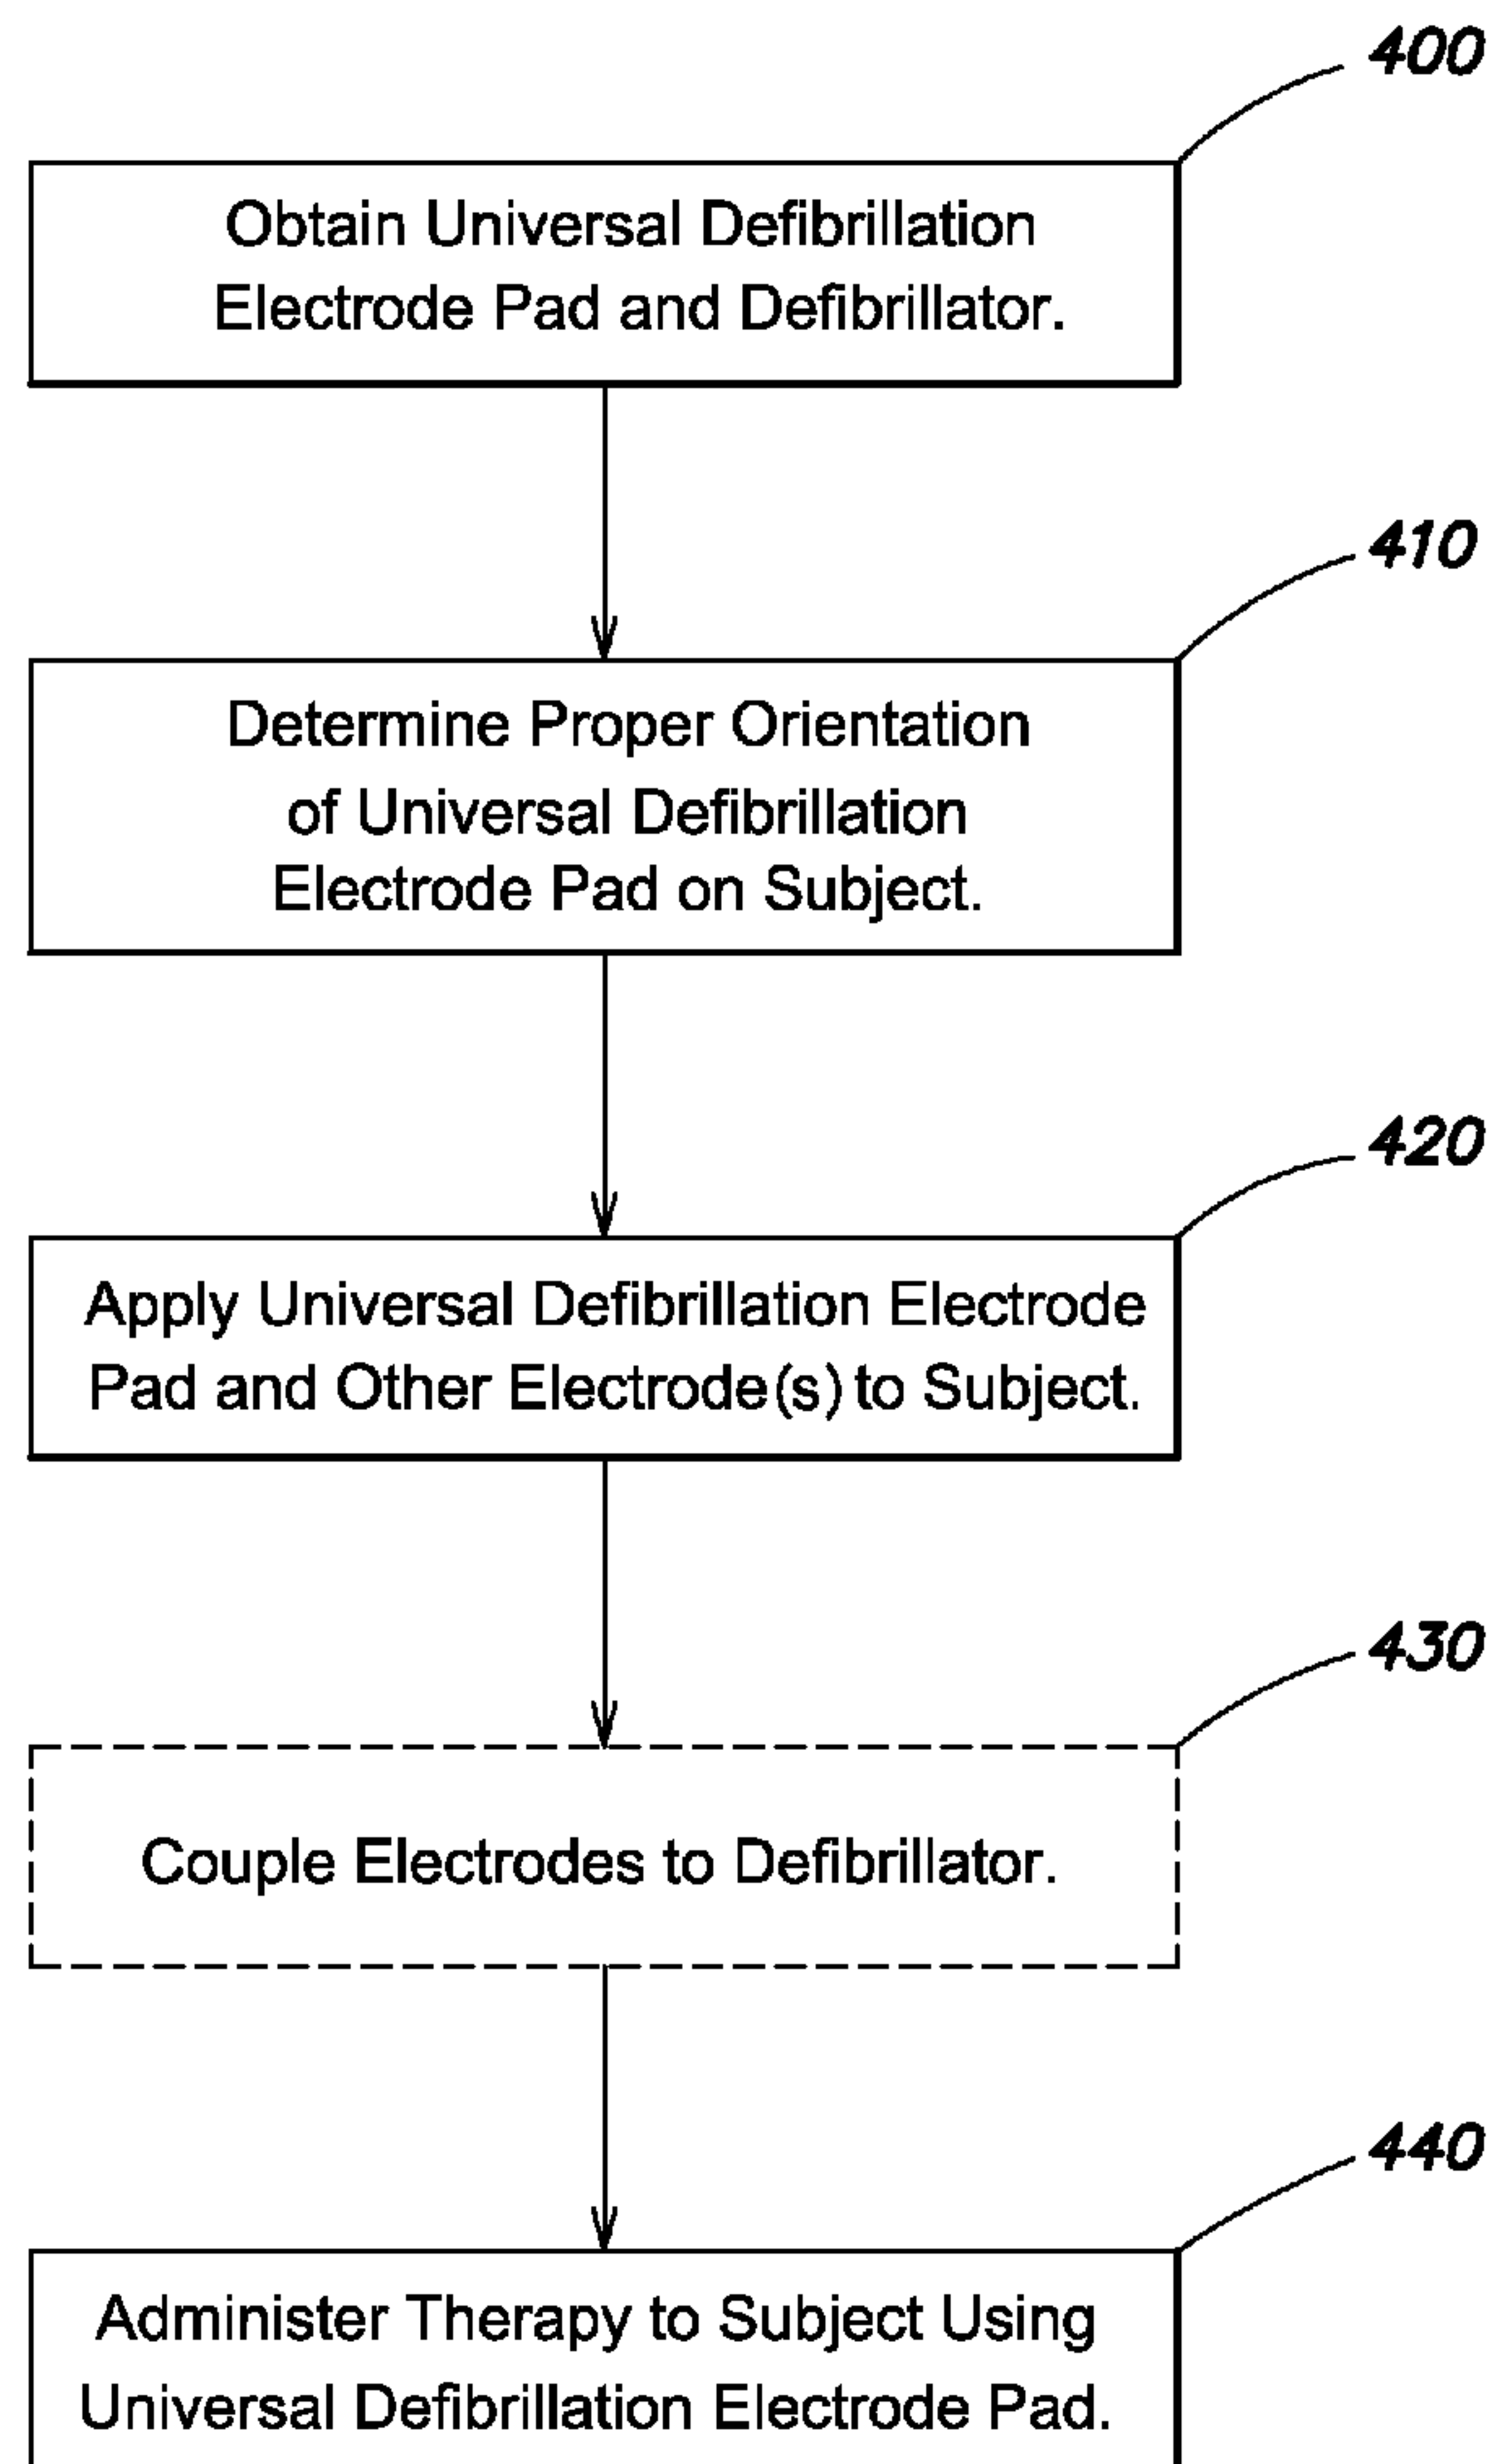 400
Obtain Universal Defibrillation
Electrode Pad and Defibrillator.
410
Determine Proper Orientation
of Universal Defibrillation
Electrode Pad on Subject.
420
Apply Universal Defibrillation Electrode
Pad and Other Electrode(s) to Subject.
430
Couple Electrodes to Defibrillator.
440
Administer Therapy to Subject Using
Universal Defibrillation Electrode Pad.